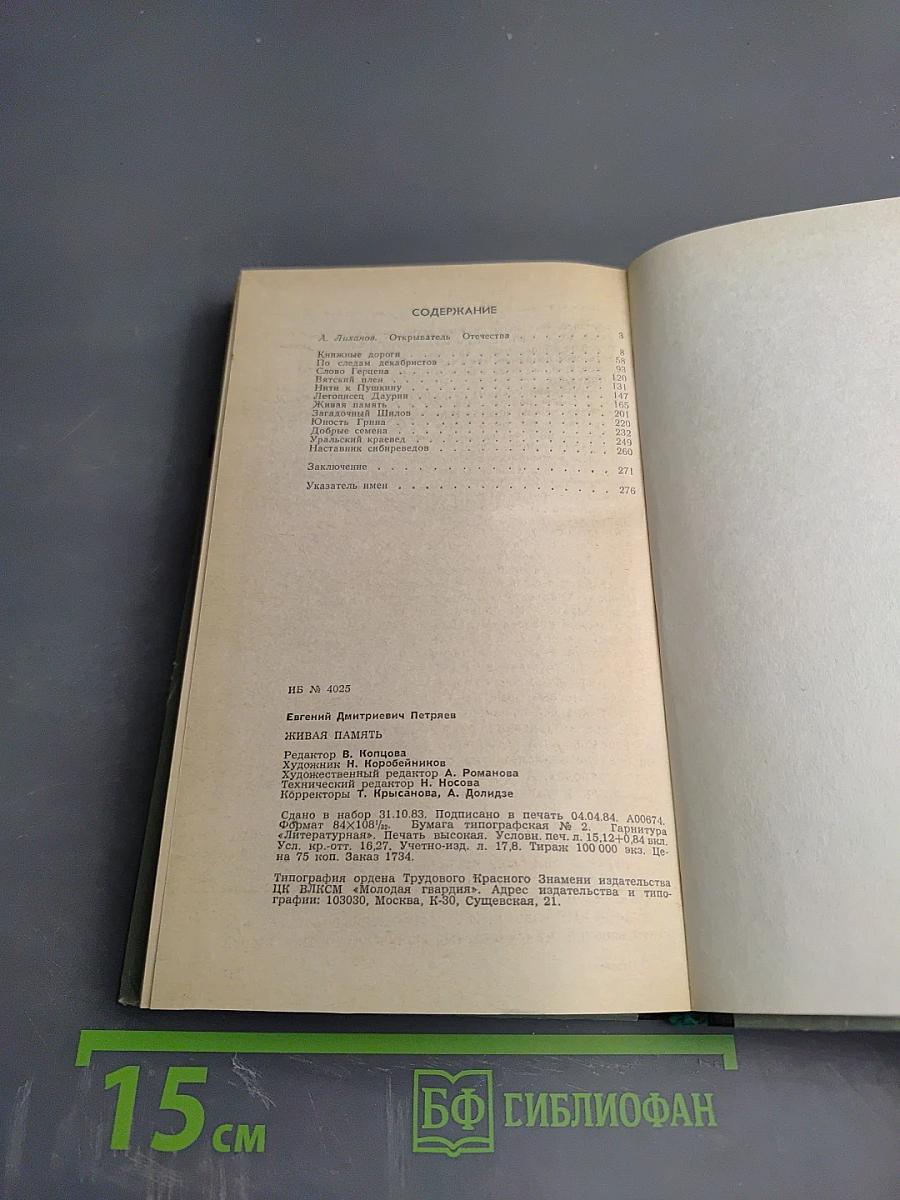 СОДЕРЖАНИЕ
А. Лиханов. Открыватель Отечества . . . . . . . 3
Книжные дороги . . . . . . . . . . . . . . 8
По следам декабристов . . . . . . . . . . . . 58
Слово Герцена . . . . . . . . . . . . . . 93
Вятский плен . . . . . . . . . . . . . . 120
Нити к Пушкину . . . . . . . . . . . . . . 131
Летописец Даурии . . . . . . . . . . . . . 147
Живая память . . . . . . . . . . . . . . 165
Загадочный Шилов . . . . . . . . . . . . . 201
Юность Грина . . . . . . . . . . . . . . 220
Добрые семена . . . . . . . . . . . . . . 232
Уральский краевед . . . . . . . . . . . . . 249
Наставник сибиреведов . . . . . . . . . . . . 260
Заключение . . . . . . . . . . . . . . . 271
Указатель имен . . . . . . . . . . . . . . 276
ИБ № 4025
Евгений Дмитриевич Петряев
ЖИВАЯ ПАМЯТЬ
Редактор В. Копцова
Художник Н. Коробейников
Художественный редактор А. Романова
Технический редактор Н. Носова
Корректоры Т. Крысанова, А. Долидзе
Сдано в набор 31.10.83. Подписано в печать 04.04.84. А00674.
Формат 84×108¹/₃₂. Бумага типографская № 2. Гарнитура
«Литературная». Печать высокая. Условн. печ. л. 15,12+0,84 вкл.
Усл. кр.-отт. 16,27. Учетно-изд. л. 17,8. Тираж 100 000 экз. Це-
на 75 коп. Заказ 1734.
Типография ордена Трудового Красного Знамени издательства
ЦК ВЛКСМ «Молодая гвардия». Адрес издательства и типо-
графии: 103030, Москва, К-30, Сущевская, 21.
15 см
БФ СИБЛИОФАН